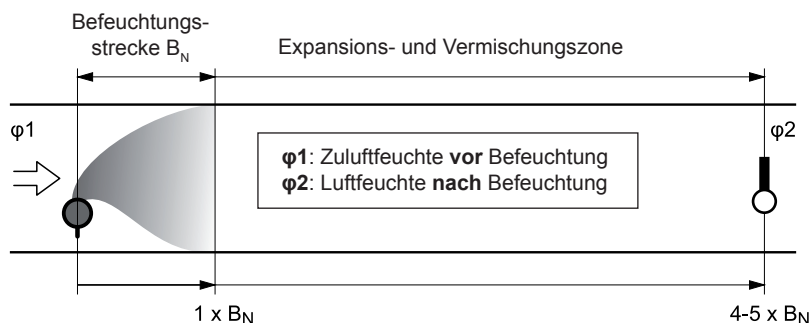 Befeuchtungs-
strecke B_N
Expansions- und Vermischungszone
φ1
φ2
φ1: Zuluftfeuchte vor Befeuchtung
φ2: Luftfeuchte nach Befeuchtung
1 x B_N
4-5 x B_N